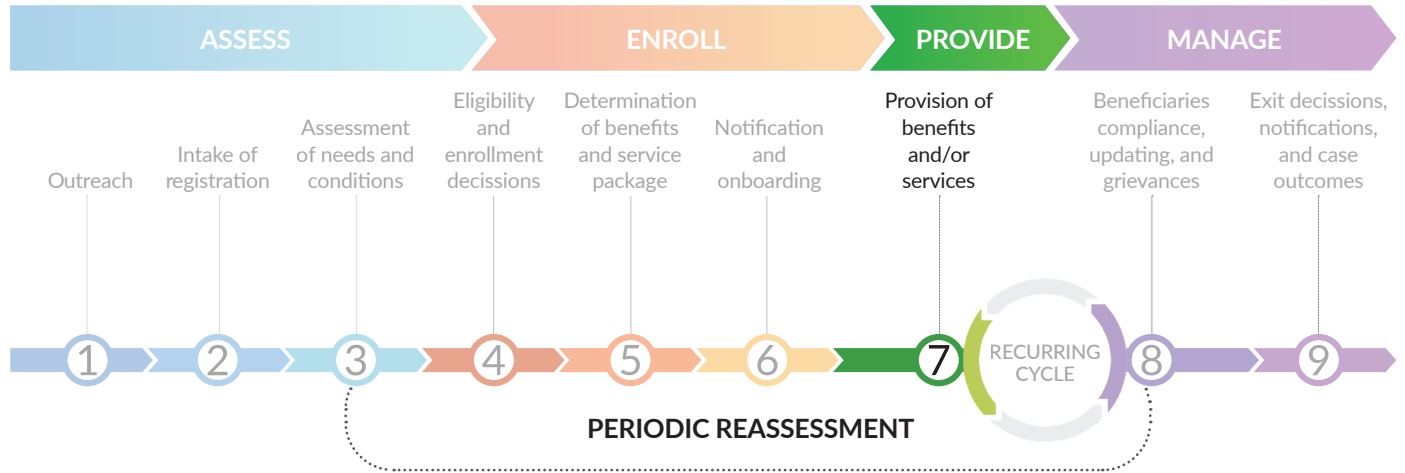 ASSESS
ENROLL
PROVIDE
MANAGE
Outreach
Intake of
registration
Assessment
of needs and
conditions
Eligibility
and
enrollment
decissions
Determination
of benefits
and service
package
Notification
and
onboarding
Provision of
benefits
and/or
services
Beneficiaries
compliance,
updating, and
grievances
Exit decissions,
notifications,
and case
outcomes
1
2
3
4
5
6
7
RECURRING
CYCLE
8
9
PERIODIC REASSESSMENT